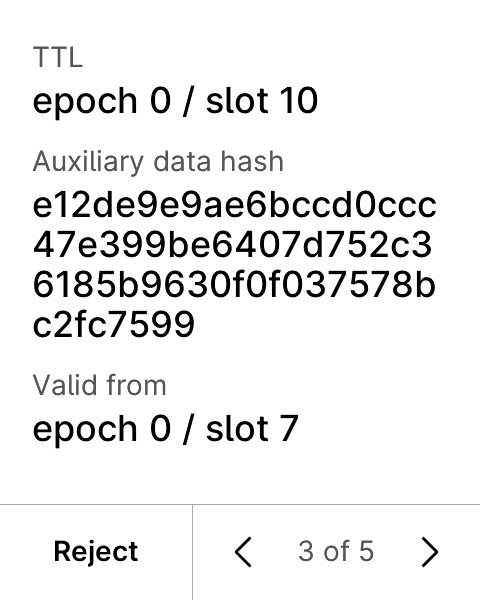 TTL
epoch 0 / slot 10
Auxiliary data hash
e12de9e9ae6bccd0ccc
47e399be6407d752c3
6185b9630f0f037578b
c2fc7599
Valid from
epoch 0 / slot 7
Reject
3 of 5